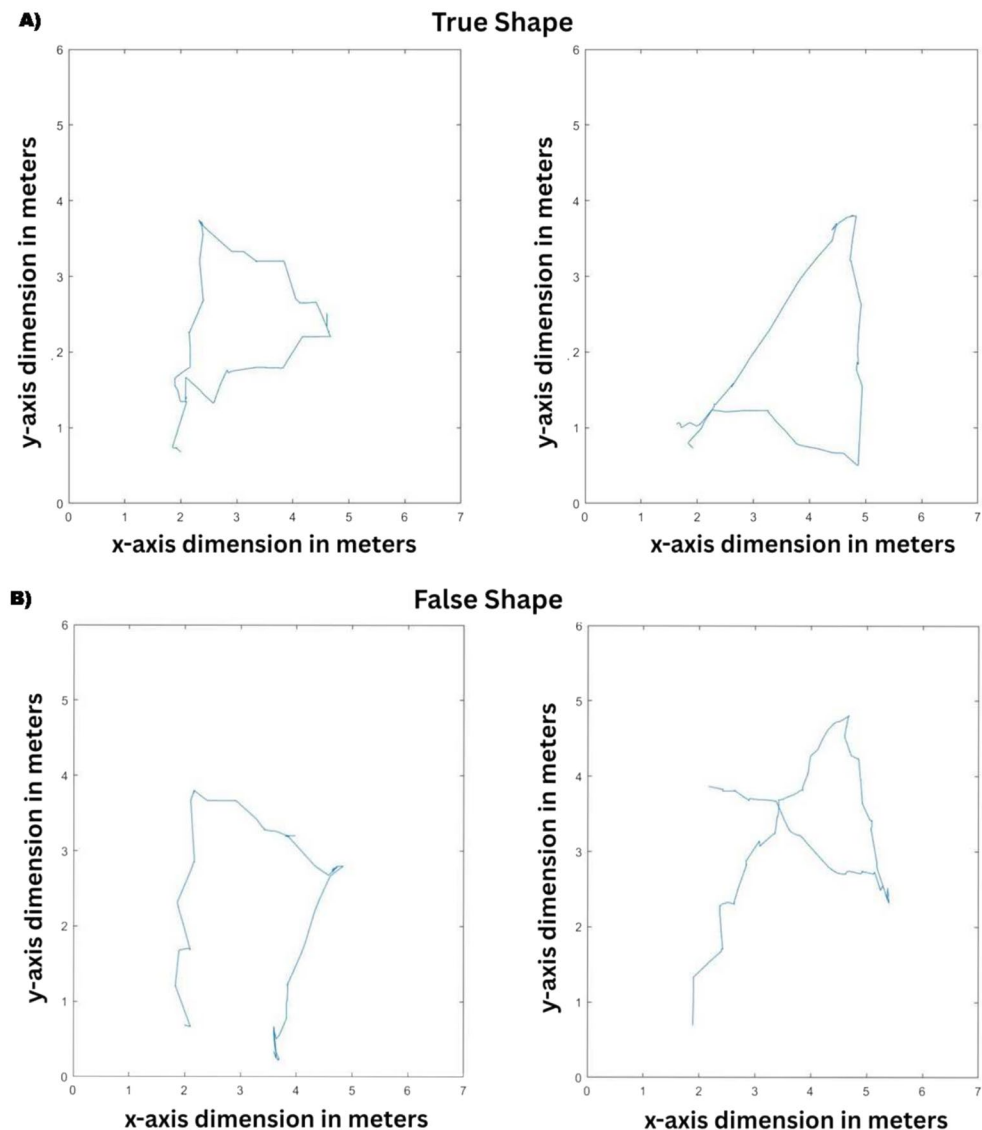 A)
True Shape
6
5
4
3
2
1
0
0 1 2 3 4 5 6 7
y-axis dimension in meters
x-axis dimension in meters
6
5
4
3
2
1
0
0 1 2 3 4 5 6 7
y-axis dimension in meters
x-axis dimension in meters
B)
False Shape
6
5
4
3
2
1
0
0 1 2 3 4 5 6 7
y-axis dimension in meters
x-axis dimension in meters
6
5
4
3
2
1
0
0 1 2 3 4 5 6 7
y-axis dimension in meters
x-axis dimension in meters